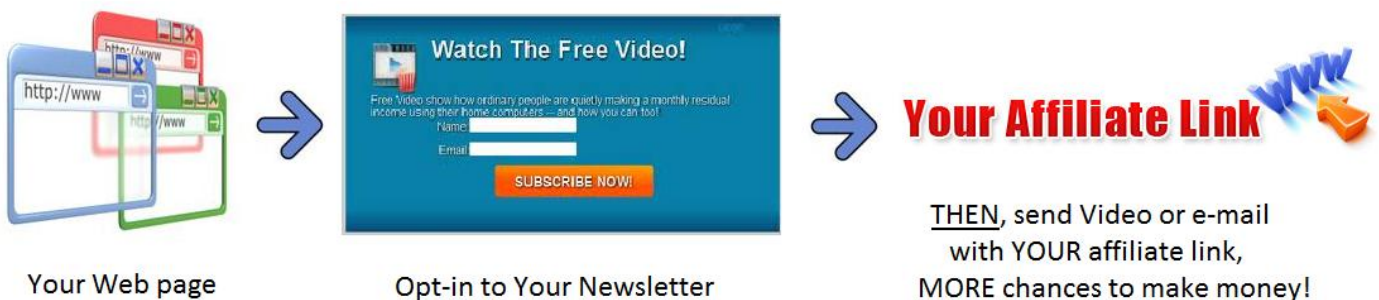 http://www
http://www
http://www
Your Web page
Watch The Free Video!
Free Video show how ordinary people are quietly making a monthly residual
income using their home computers -- and how you can too!
Name
Email
SUBSCRIBE NOW!
Opt-in to Your Newsletter
Your Affiliate Link
WWW
THEN, send Video or e-mail
with YOUR affiliate link,
MORE chances to make money!